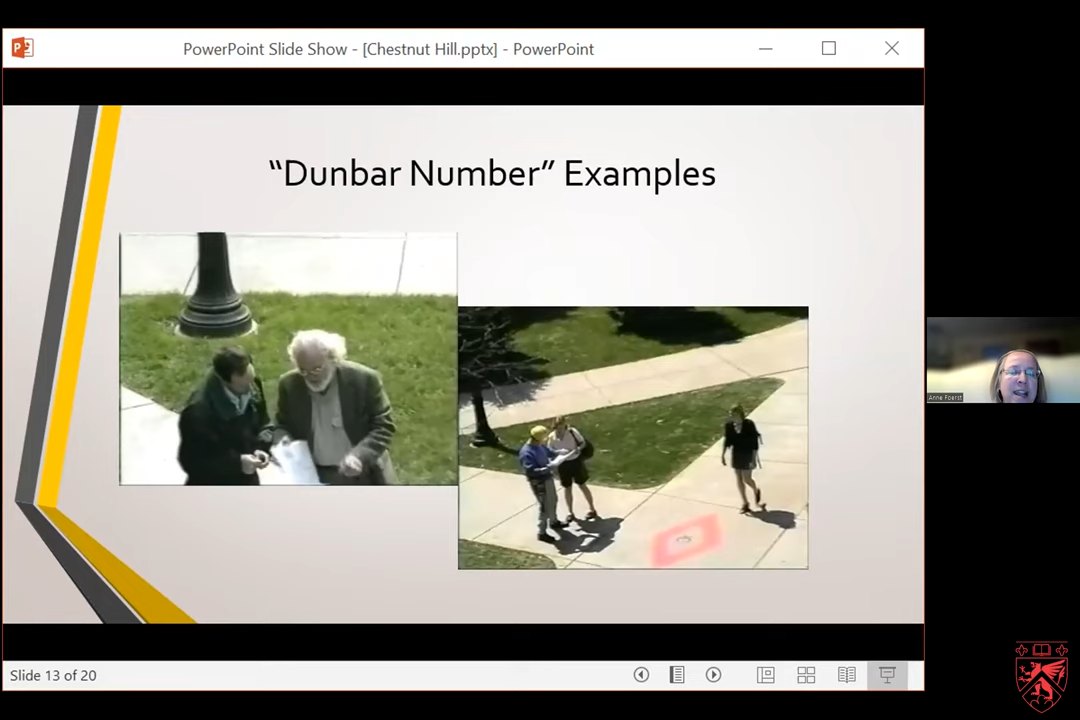 PowerPoint Slide Show - [Chestnut Hill.pptx] - PowerPoint
“Dunbar Number” Examples
Anne Foerst
Slide 13 of 20